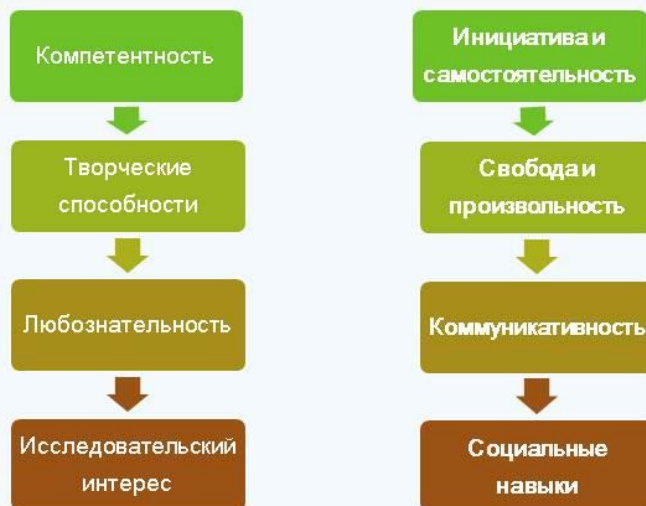 Компетентность
Творческие
способности
Любознательность
Исследовательский
интерес
Инициатива и
самостоятельность
Свобода и
произвольность
Коммуникативность
Социальные
навыки